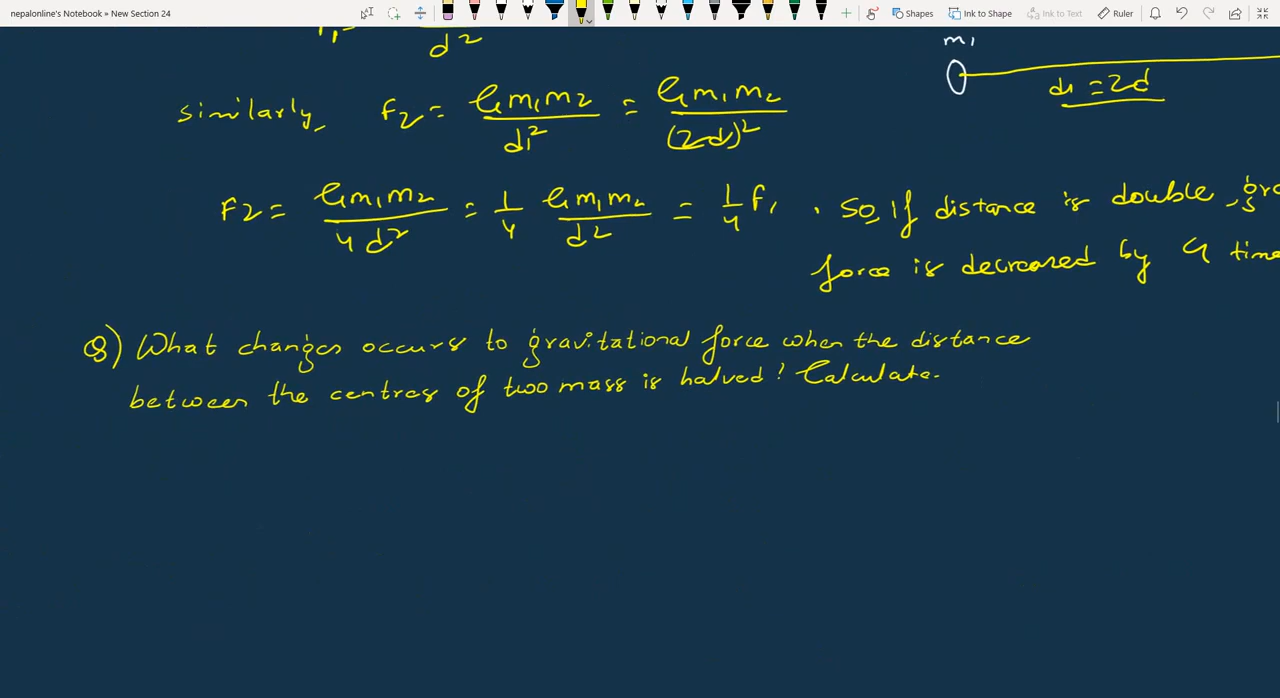 nepalonline's Notebook » New Section 24
Shapes Ink to Shape Ink to Text Ruler
d2
m1
d1 = 2d
similarly, F2 = Gm1m2/d1² = Gm1m2/(2d)²
F2 = Gm1m2/4d² = 1/4 Gm1m2/d2 = 1/4 F1 . So, if distance is double,
force is decreased by 4 time
Q) What changes occurs to gravitational force when the distance
between the centres of two mass is halved? Calculate.